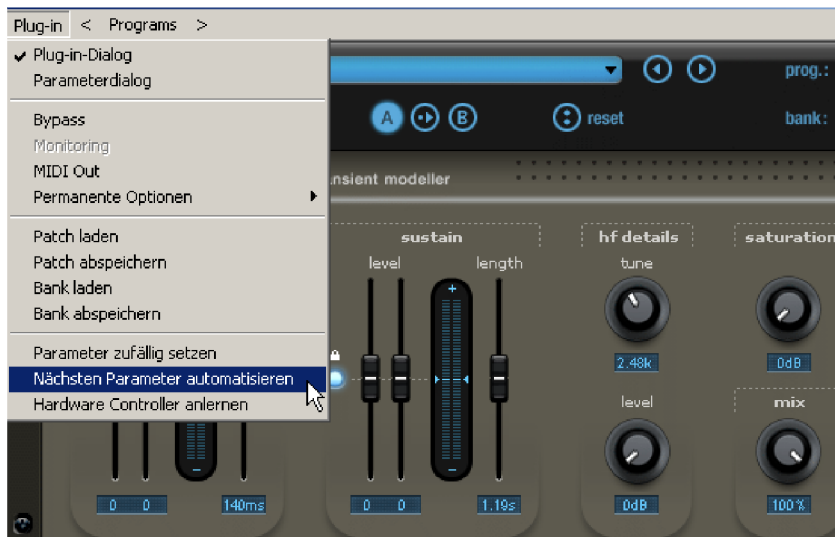 Plug-in < Programs >
Plug-in-Dialog
Parameterdialog
Bypass
Monitoring
MIDI Out
Permanente Optionen
Patch laden
Patch abspeichern
Bank laden
Bank abspeichern
Parameter zufällig setzen
Nächsten Parameter automatisieren
Hardware Controller anlernen
prog.:
A B reset bank:
nsient modeller
sustain hf details saturation
level length tune
+
2.48k 0dB
level mix
- -
0 0 140ms 0 0 1.19s 0dB 100%